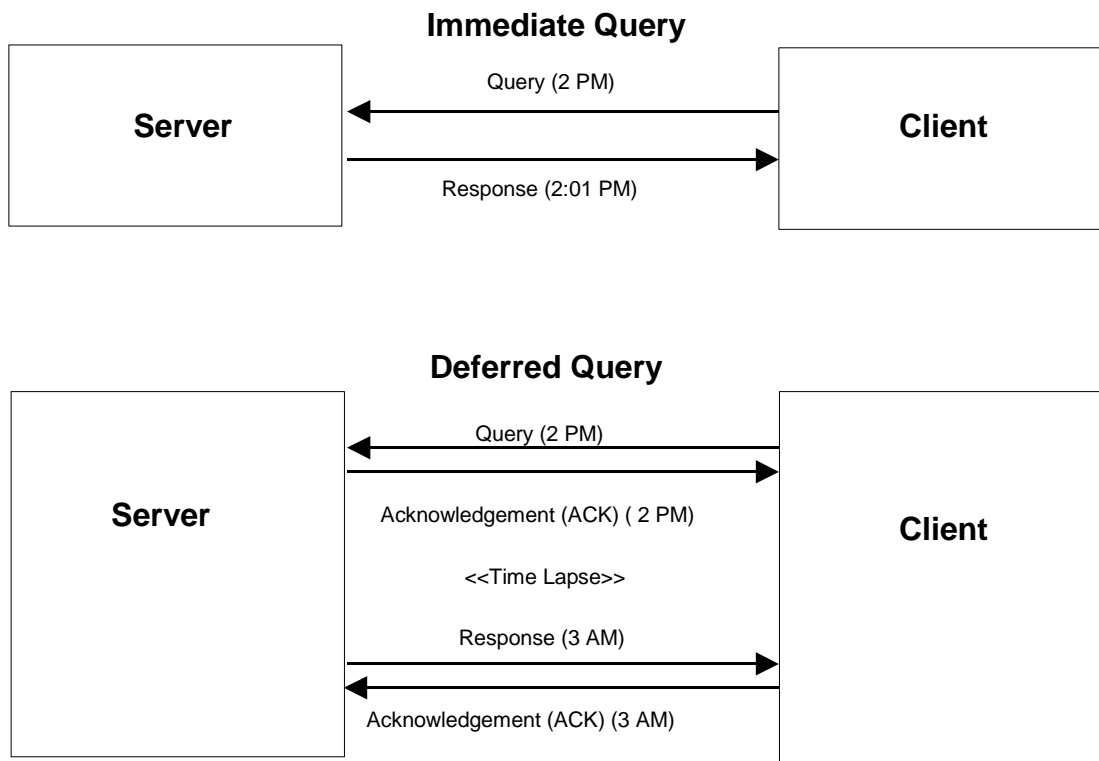 Immediate Query
Query (2 PM)
Server
Client
Response (2:01 PM)
Deferred Query
Query (2 PM)
Server
Acknowledgement (ACK) ( 2 PM)
Client
<<Time Lapse>>
Response (3 AM)
Acknowledgement (ACK) (3 AM)